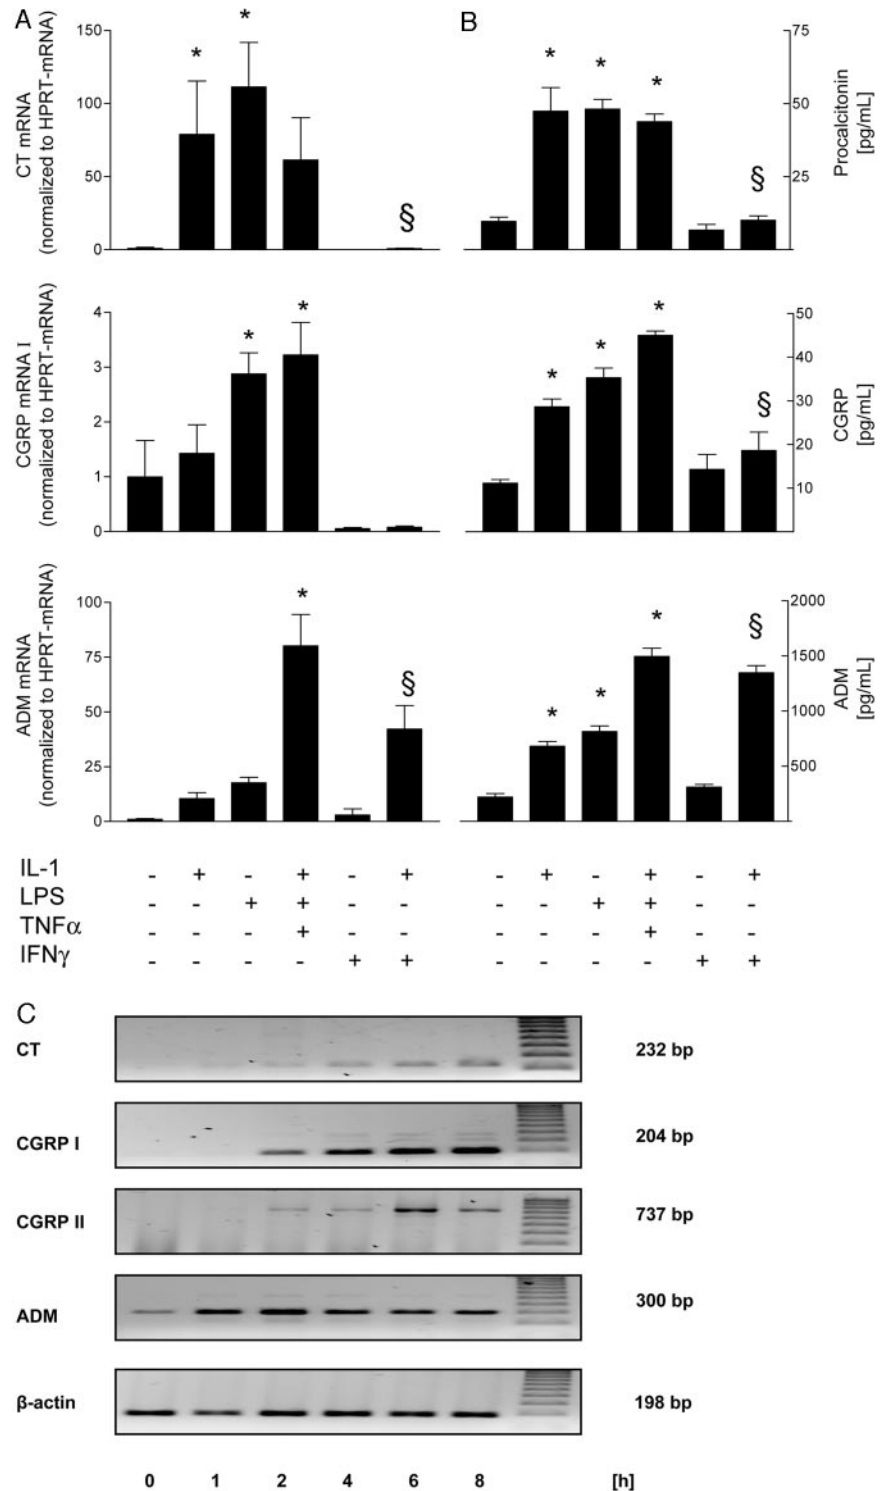 A
B
CT mRNA
(normalized to HPRT-mRNA)
150
100
50
0
*
*
§
*
*
*
§
75
50
25
Procalcitonin
[pg/mL]
CGRP mRNA I
(normalized to HPRT-mRNA)
4
3
2
1
0
*
*
*
*
*
§
50
40
30
20
10
CGRP
[pg/mL]
ADM mRNA
(normalized to HPRT-mRNA)
100
75
50
25
0
*
§
*
*
*
§
2000
1500
1000
500
ADM
[pg/mL]
IL-1 - + - + - + - + - + - +
LPS - - + + - - - - + + - -
TNFα - - - + - - - - - + - -
IFNγ - - - - + + - - - - + +
C
CT 232 bp
CGRP I 204 bp
CGRP II 737 bp
ADM 300 bp
β-actin 198 bp
0 1 2 4 6 8 [h]